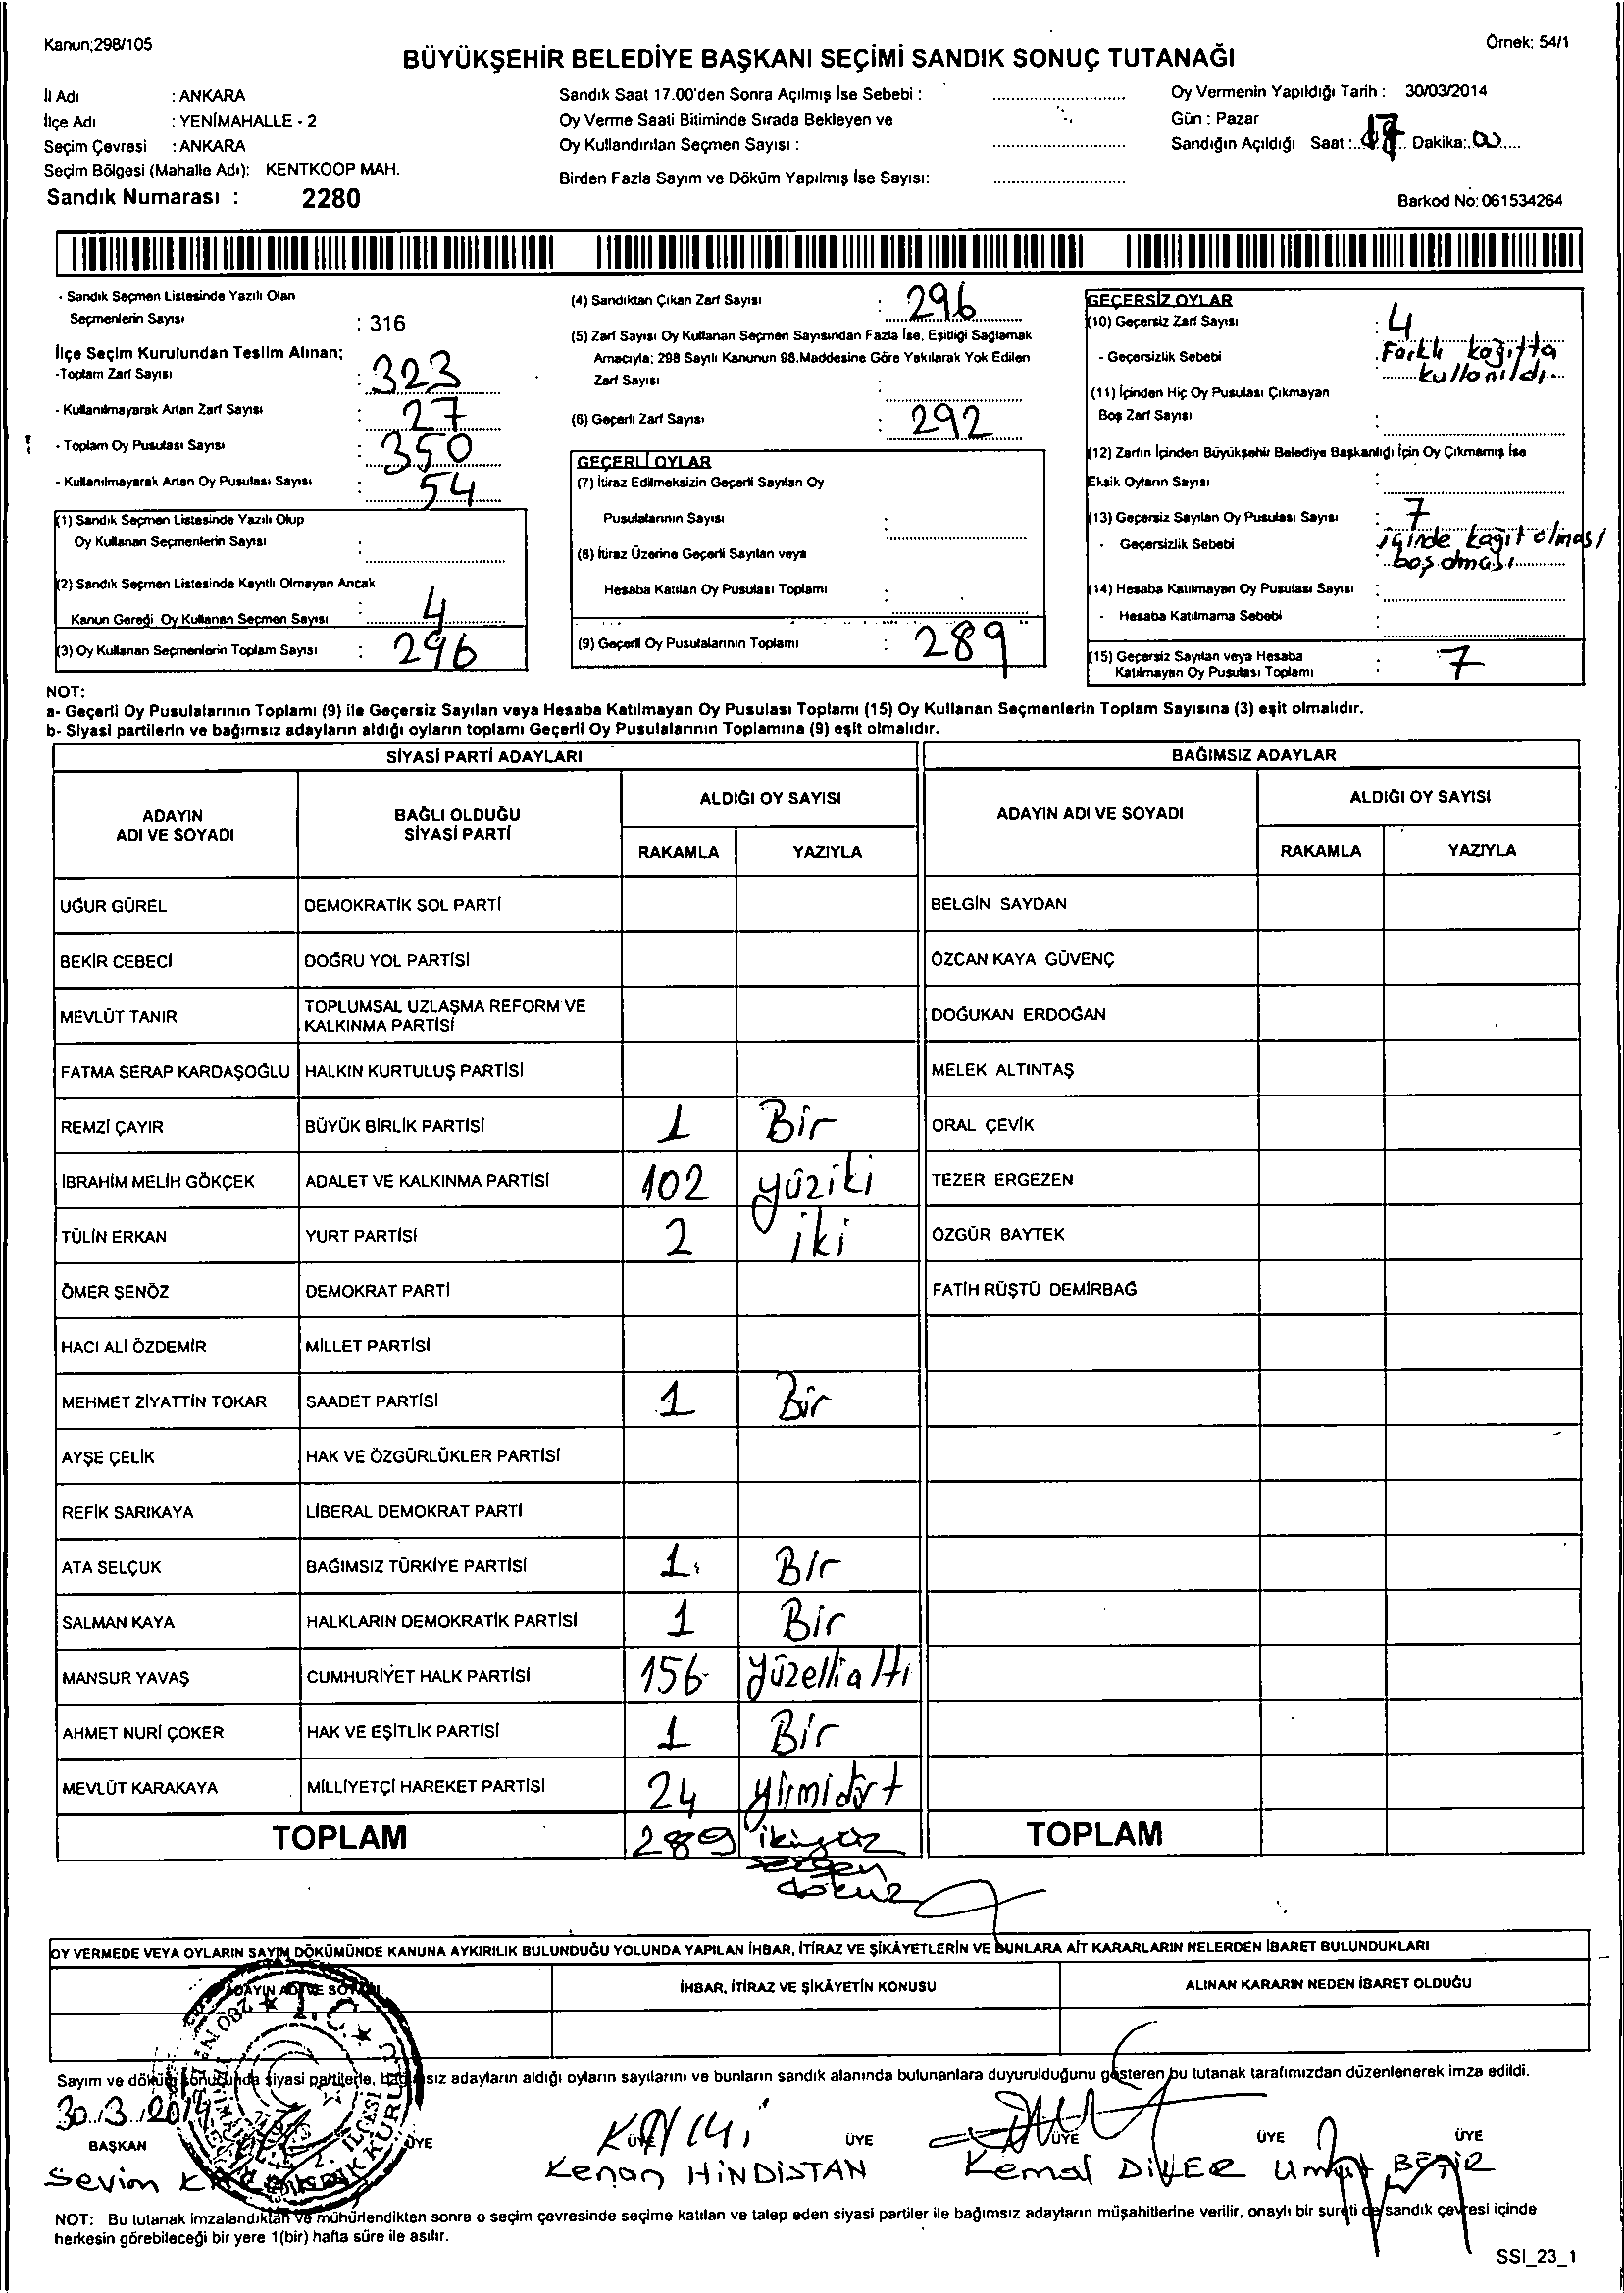 Kanun;298/105
Örnek: 54/1
BÜYÜKŞEHİR BELEDİYE BAŞKANI SEÇİMİ SANDIK SONUÇ TUTANAĞI
İl Adı : ANKARA
İlçe Adı : YENİMAHALLE - 2
Seçim Çevresi : ANKARA
Seçim Bölgesi (Mahalle Adı): KENTKOOP MAH.
Sandık Numarası : 2280
Sandık Saat 17.00'den Sonra Açılmış İse Sebebi :
Oy Verme Saati Bitiminde Sırada Bekleyen ve
Oy Kullandırılan Seçmen Sayısı :
Birden Fazla Sayım ve Döküm Yapılmış İse Sayısı:
Oy Vermenin Yapıldığı Tarih : 30/03/2014
Gün : Pazar
Sandığın Açıldığı Saat : 17 Dakika: 00
Barkod No: 061534264
- Sandık Seçmen Listesinde Yazılı Olan
Seçmenlerin Sayısı : 316
İlçe Seçim Kurulundan Teslim Alınan;
-Toplam Zarf Sayısı : 323
- Kullanılmayarak Artan Zarf Sayısı : 27
- Toplam Oy Pusulası Sayısı : 350
- Kullanılmayarak Artan Oy Pusulası Sayısı : 54
(1) Sandık Seçmen Listesinde Yazılı Olup
Oy Kullanan Seçmenlerin Sayısı :
(2) Sandık Seçmen Listesinde Kayıtlı Olmayan Ancak
Kanun Gereği Oy Kullanan Seçmen Sayısı : 4
(3) Oy Kullanan Seçmenlerin Toplam Sayısı : 296
(4) Sandıktan Çıkan Zarf Sayısı : 296
(5) Zarf Sayısı Oy Kullanan Seçmen Sayısından Fazla İse, Eşitliği Sağlamak
Amacıyla; 298 Sayılı Kanunun 98.Maddesine Göre Yakılarak Yok Edilen
Zarf Sayısı :
(6) Geçerli Zarf Sayısı : 292
GEÇERLİ OYLAR
(7) İtiraz Edilmeksizin Geçerli Sayılan Oy
Pusulalarının Sayısı :
(8) İtiraz Üzerine Geçerli Sayılan veya
Hesaba Katılan Oy Pusulası Toplamı :
(9) Geçerli Oy Pusulalarının Toplamı : 289
GEÇERSİZ OYLAR
(10) Geçersiz Zarf Sayısı : 4
- Geçersizlik Sebebi : Farklı kağıtta
kullanıldı
(11) İçinden Hiç Oy Pusulası Çıkmayan
Boş Zarf Sayısı :
(12) Zarfın İçinden Büyükşehir Belediye Başkanlığı İçin Oy Çıkmamış İse
Eksik Oyların Sayısı :
(13) Geçersiz Sayılan Oy Pusulası Sayısı : 7
- Geçersizlik Sebebi : içinde kağıt olması
boş olması
(14) Hesaba Katılmayan Oy Pusulası Sayısı :
- Hesaba Katılmama Sebebi :
(15) Geçersiz Sayılan veya Hesaba
Katılmayan Oy Pusulası Toplamı : 7
NOT:
a- Geçerli Oy Pusulalarının Toplamı (9) ile Geçersiz Sayılan veya Hesaba Katılmayan Oy Pusulası Toplamı (15) Oy Kullanan Seçmenlerin Toplam Sayısına (3) eşit olmalıdır.
b- Siyasi partilerin ve bağımsız adayların aldığı oyların toplamı Geçerli Oy Pusulalarının Toplamına (9) eşit olmalıdır.
SİYASİ PARTİ ADAYLARI
BAĞIMSIZ ADAYLAR
ADAYIN
ADI VE SOYADI
BAĞLI OLDUĞU
SİYASİ PARTİ
ALDIĞI OY SAYISI
RAKAMLA YAZIYLA
ADAYIN ADI VE SOYADI
ALDIĞI OY SAYISI
RAKAMLA YAZIYLA
UĞUR GÜREL DEMOKRATİK SOL PARTİ BELGİN SAYDAN
BEKİR CEBECİ DOĞRU YOL PARTİSİ ÖZCAN KAYA GÜVENÇ
MEVLÜT TANIR TOPLUMSAL UZLAŞMA REFORM VE
KALKINMA PARTİSİ DOĞUKAN ERDOĞAN
FATMA SERAP KARDAŞOĞLU HALKIN KURTULUŞ PARTİSİ MELEK ALTINTAŞ
REMZİ ÇAYIR BÜYÜK BİRLİK PARTİSİ 1 Bir ORAL ÇEVİK
İBRAHİM MELİH GÖKÇEK ADALET VE KALKINMA PARTİSİ 102 yüziki TEZER ERGEZEN
TÜLİN ERKAN YURT PARTİSİ 2 iki ÖZGÜR BAYTEK
ÖMER ŞENÖZ DEMOKRAT PARTİ FATİH RÜŞTÜ DEMİRBAĞ
HACI ALİ ÖZDEMİR MİLLET PARTİSİ
MEHMET ZİYATTİN TOKAR SAADET PARTİSİ 1 Bir
AYŞE ÇELİK HAK VE ÖZGÜRLÜKLER PARTİSİ
REFİK SARIKAYA LİBERAL DEMOKRAT PARTİ
ATA SELÇUK BAĞIMSIZ TÜRKİYE PARTİSİ 1 Bir
SALMAN KAYA HALKLARIN DEMOKRATİK PARTİSİ 1 Bir
MANSUR YAVAŞ CUMHURİYET HALK PARTİSİ 156 yüzellialtı
AHMET NURİ ÇOKER HAK VE EŞİTLİK PARTİSİ 1 Bir
MEVLÜT KARAKAYA MİLLİYETÇİ HAREKET PARTİSİ 24 yirmidört
TOPLAM 289 ikiyüz
seksen
dokuz
TOPLAM
OY VERMEDE VEYA OYLARIN SAYIM DÖKÜMÜNDE KANUNA AYKIRILIK BULUNDUĞU YOLUNDA YAPILAN İHBAR, İTİRAZ VE ŞİKAYETLERİN VE BUNLARA AİT KARARLARIN NELERDEN İBARET BULUNDUKLARI
ADAYIN ADI VE SOYADI İHBAR, İTİRAZ VE ŞİKAYETİN KONUSU ALINAN KARARIN NEDEN İBARET OLDUĞU
T.C.
Sayım ve döküm sonucunda siyasi partilerle, bağımsız adayların aldığı oyların sayılarını ve bunların sandık alanında bulunanlara duyurulduğunu gösteren bu tutanak tarafımızdan düzenlenerek imza edildi.
30/3/2014
BAŞKAN ÜYE ÜYE ÜYE ÜYE ÜYE ÜYE
Sevim Kenan HİNDİSTAN Kemal DİLER Umut
NOT: Bu tutanak imzalandıktan ve mühürlendikten sonra o seçim çevresinde seçime katılan ve talep eden siyasi partiler ile bağımsız adayların müşahitlerine verilir, onaylı bir sureti de sandık çevresi içinde
herkesin görebileceği bir yere 1(bir) hafta süre ile asılır.
SSI_23_1